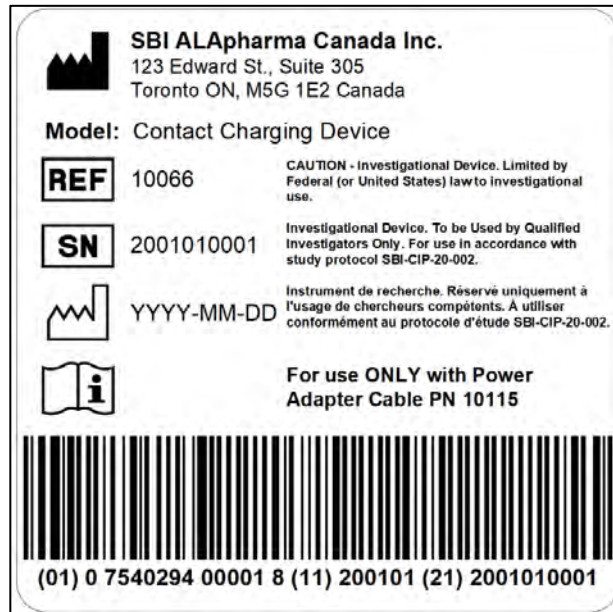 SBI ALApharma Canada Inc.
123 Edward St., Suite 305
Toronto ON, M5G 1E2 Canada
Model: Contact Charging Device
REF 10066
CAUTION - Investigational Device. Limited by
Federal (or United States) law to investigational
use.
SN 2001010001
Investigational Device. To be Used by Qualified
Investigators Only. For use in accordance with
study protocol SBI-CIP-20-002.
YYYY-MM-DD
Instrument de recherche. Réservé uniquement à
l'usage de chercheurs compétents. À utiliser
conformément au protocole d'étude SBI-CIP-20-002.
i
For use ONLY with Power
Adapter Cable PN 10115
(01) 0 7540294 00001 8 (11) 200101 (21) 2001010001